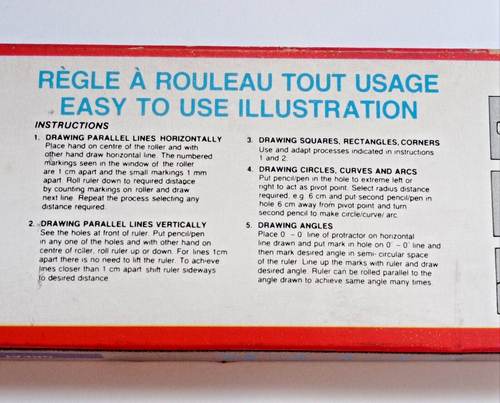 RÈGLE À ROULEAU TOUT USAGE
EASY TO USE ILLUSTRATION
INSTRUCTIONS
1. DRAWING PARALLEL LINES HORIZONTALLY
Place hand on centre of the roller and with
other hand draw horizontal line. The numbered
markings seen in the window of the roller
are 1 cm apart and the small markings 1 mm
apart. Roll ruler down to required distapce
by counting markings on roller and draw
next line. Repeat the process selecting any
distance required.
2. DRAWING PARALLEL LINES VERTICALLY
See the holes at front of ruler. Put pencil/pen
in any one of the holes and with other hand on
centre of roller, roll ruler up or down. For lines 1cm
apart there is no need to lift the ruler. To achieve
lines closer than 1 cm apart shift ruler sideways
to desired distance.
3. DRAWING SQUARES, RECTANGLES, CORNERS
Use and adapt processes indicated in instructions
1 and 2.
4. DRAWING CIRCLES, CURVES AND ARCS
Put pencil/pen in the hole to extreme left or
right to act as pivot point. Select radius distance
required, e.g. 6 cm and put second pencil/pen in
hole 6 cm away from pivot point and turn
second pencil to make circle/curve/arc.
5. DRAWING ANGLES
Place 0° – 0° line of protractor on horizontal
line drawn and put mark in hole on 0° – 0° line and
then mark desired angle in semi-circular space
of the ruler. Line up the marks with ruler and draw
desired angle. Ruler can be rolled parallel to the
angle drawn to achieve same angle many times.